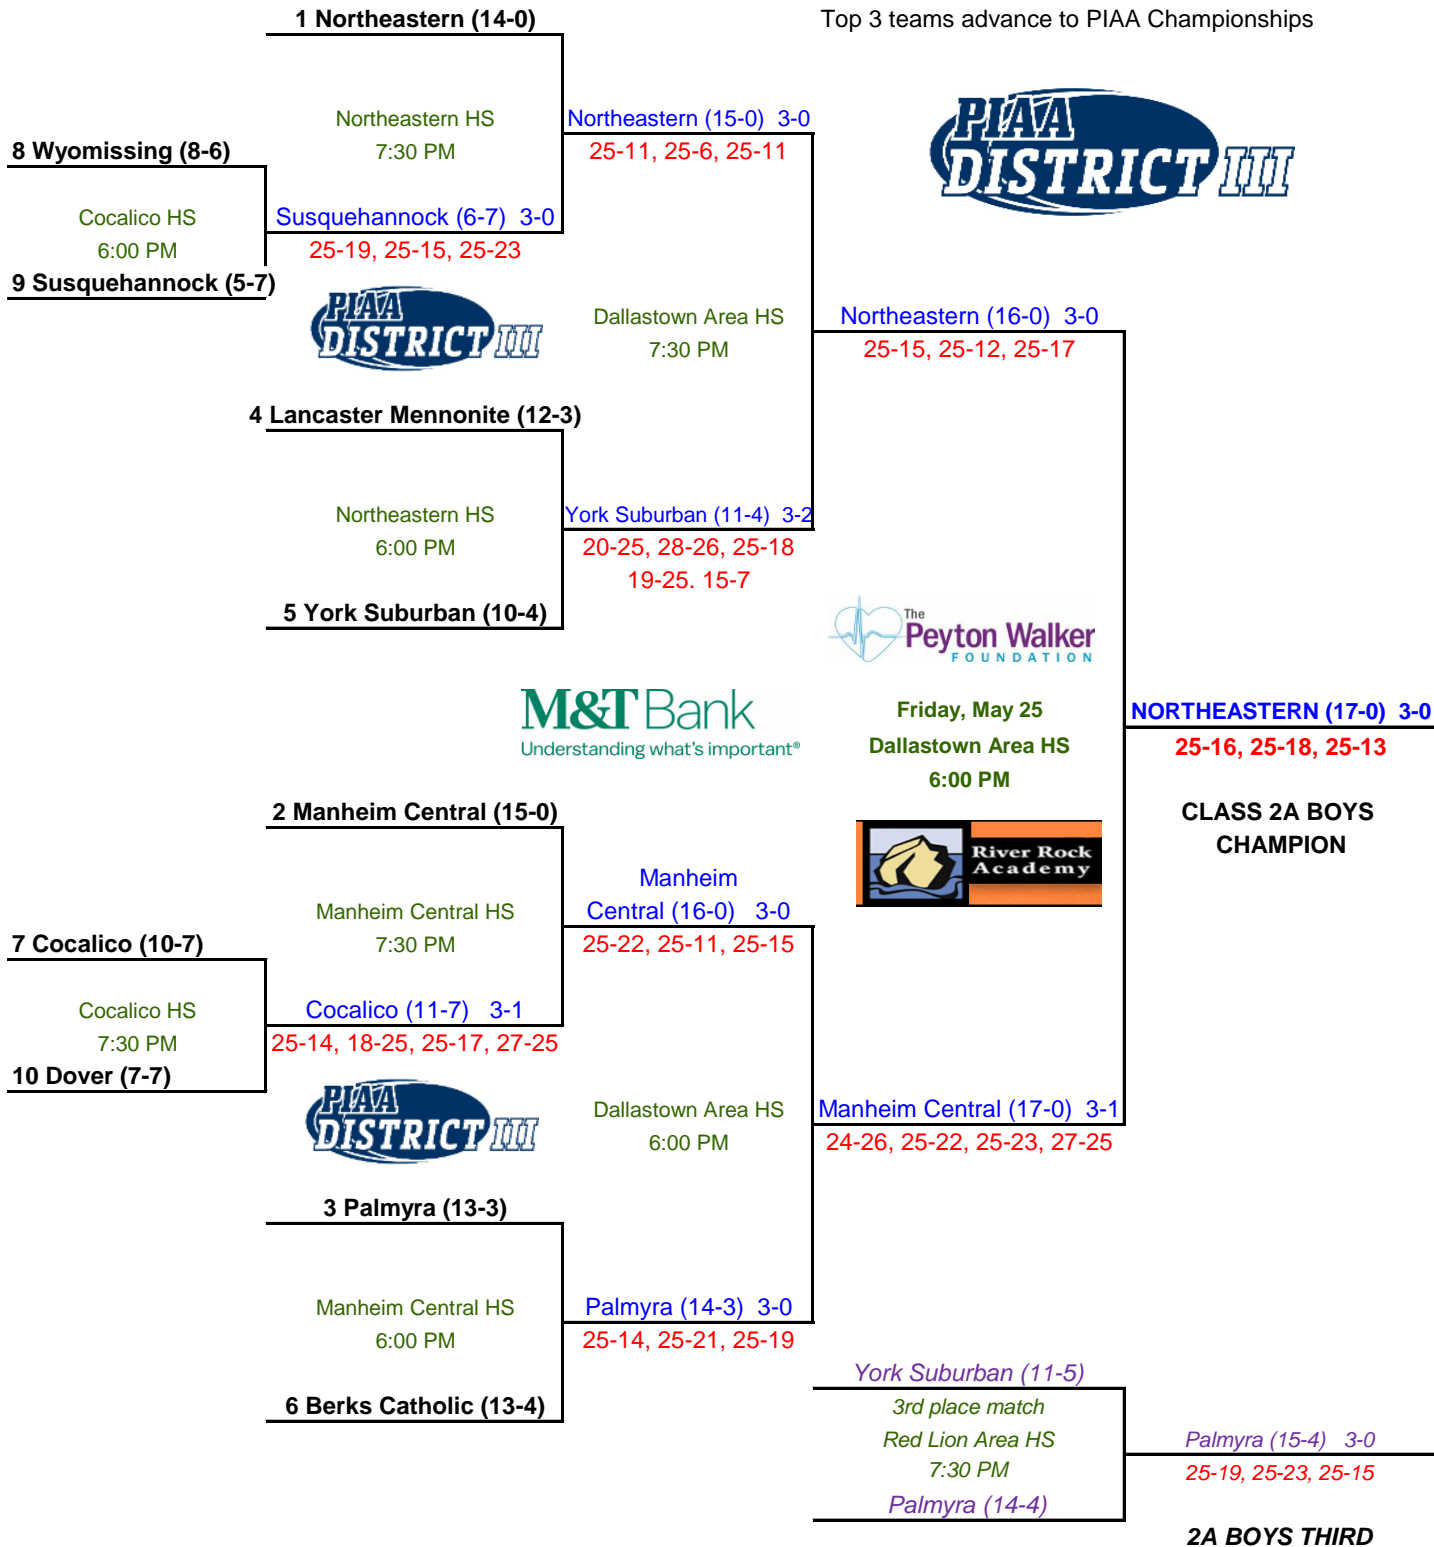 1 Northeastern (14-0)
Top 3 teams advance to PIAA Championships
PIAA
DISTRICT III
Northeastern HS
7:30 PM
Northeastern (15-0) 3-0
25-11, 25-6, 25-11
8 Wyomissing (8-6)
Cocalico HS
6:00 PM
Susquehannock (6-7) 3-0
25-19, 25-15, 25-23
9 Susquehannock (5-7)
PIAA
DISTRICT III
Dallastown Area HS
7:30 PM
Northeastern (16-0) 3-0
25-15, 25-12, 25-17
4 Lancaster Mennonite (12-3)
Northeastern HS
6:00 PM
York Suburban (11-4) 3-2
20-25, 28-26, 25-18
19-25. 15-7
5 York Suburban (10-4)
The
Peyton Walker
FOUNDATION
M&T Bank
Understanding what's important®
Friday, May 25
Dallastown Area HS
6:00 PM
NORTHEASTERN (17-0) 3-0
25-16, 25-18, 25-13
CLASS 2A BOYS
CHAMPION
River Rock
Academy
2 Manheim Central (15-0)
Manheim Central HS
7:30 PM
Manheim
Central (16-0) 3-0
25-22, 25-11, 25-15
7 Cocalico (10-7)
Cocalico HS
7:30 PM
Cocalico (11-7) 3-1
25-14, 18-25, 25-17, 27-25
10 Dover (7-7)
PIAA
DISTRICT III
Dallastown Area HS
6:00 PM
Manheim Central (17-0) 3-1
24-26, 25-22, 25-23, 27-25
3 Palmyra (13-3)
Manheim Central HS
6:00 PM
Palmyra (14-3) 3-0
25-14, 25-21, 25-19
6 Berks Catholic (13-4)
York Suburban (11-5)
3rd place match
Red Lion Area HS
7:30 PM
Palmyra (14-4)
Palmyra (15-4) 3-0
25-19, 25-23, 25-15
2A BOYS THIRD